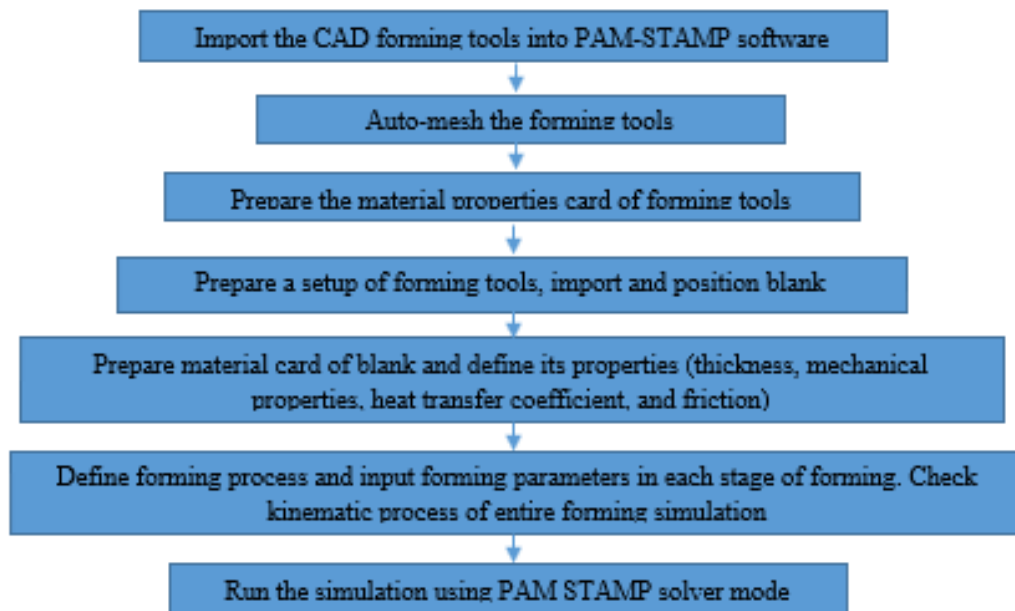 Import the CAD forming tools into PAM-STAMP software
Auto-mesh the forming tools
Prepare the material properties card of forming tools
Prepare a setup of forming tools, import and position blank
Prepare material card of blank and define its properties (thickness, mechanical
properties, heat transfer coefficient, and friction)
Define forming process and input forming parameters in each stage of forming. Check
kinematic process of entire forming simulation
Run the simulation using PAM STAMP solver mode